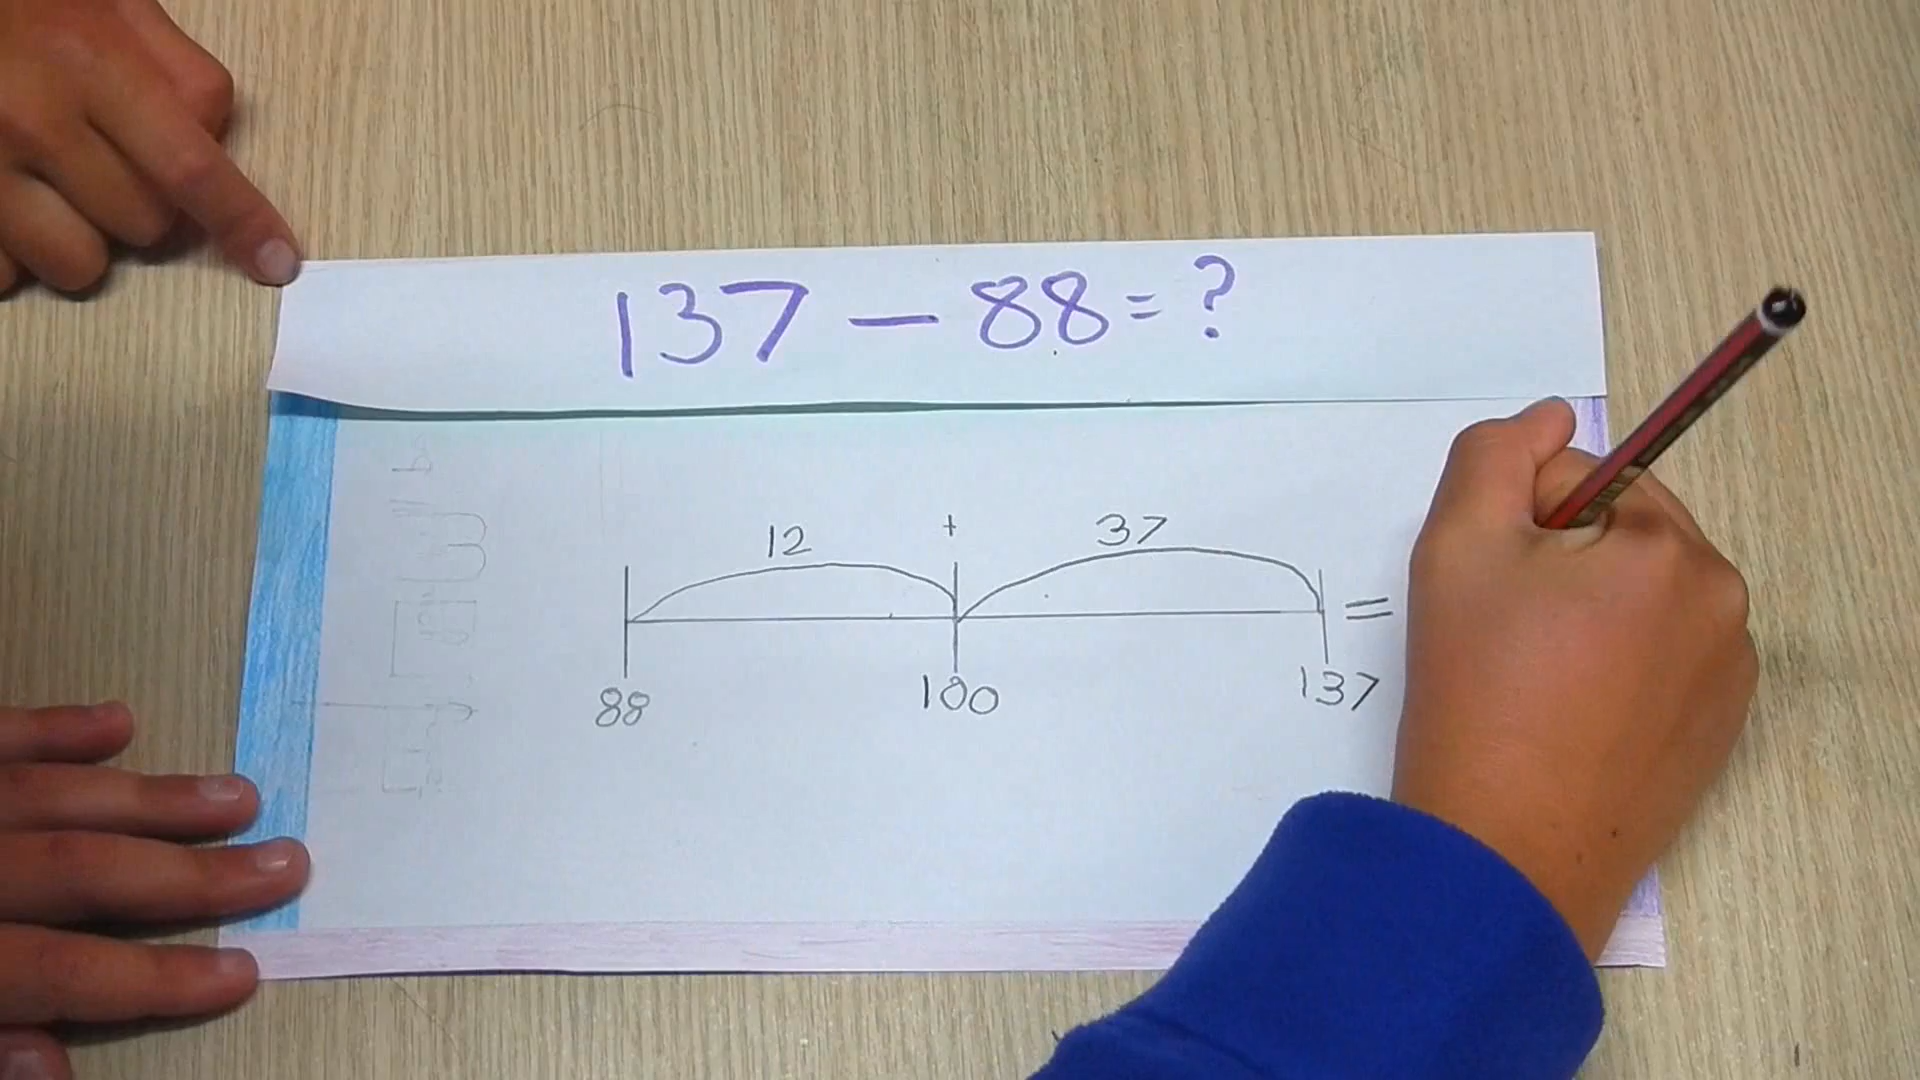 137 – 88 = ?
12 + 37
=
88 100 137